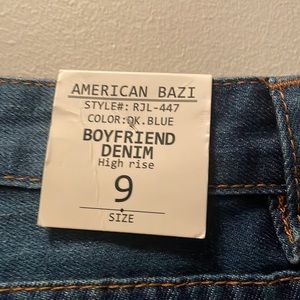 AMERICAN BAZI
STYLE#: RJL-447
COLOR:DK.BLUE
BOYFRIEND
DENIM
High rise
9
SIZE